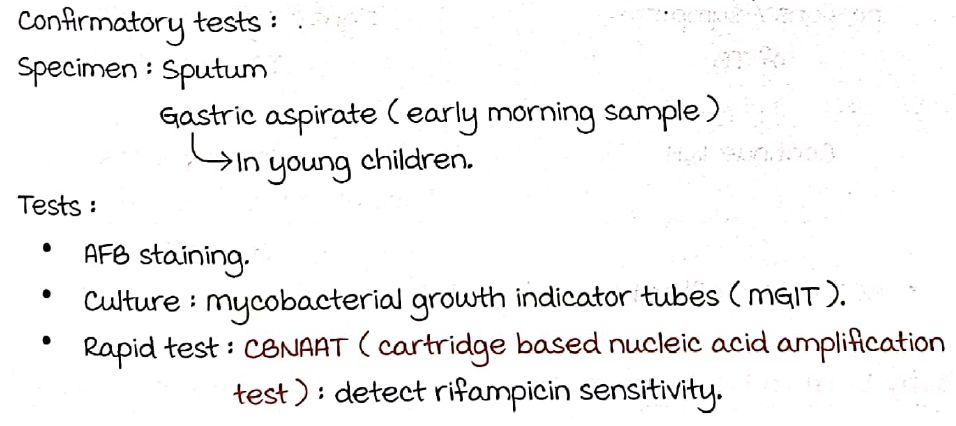 Confirmatory tests :
Specimen : Sputum
Gastric aspirate ( early morning sample )
↳ In young children.
Tests :
• AFB staining.
• Culture : mycobacterial growth indicator tubes ( MGIT ).
• Rapid test : CBNAAT ( cartridge based nucleic acid amplification
test ) : detect rifampicin sensitivity.